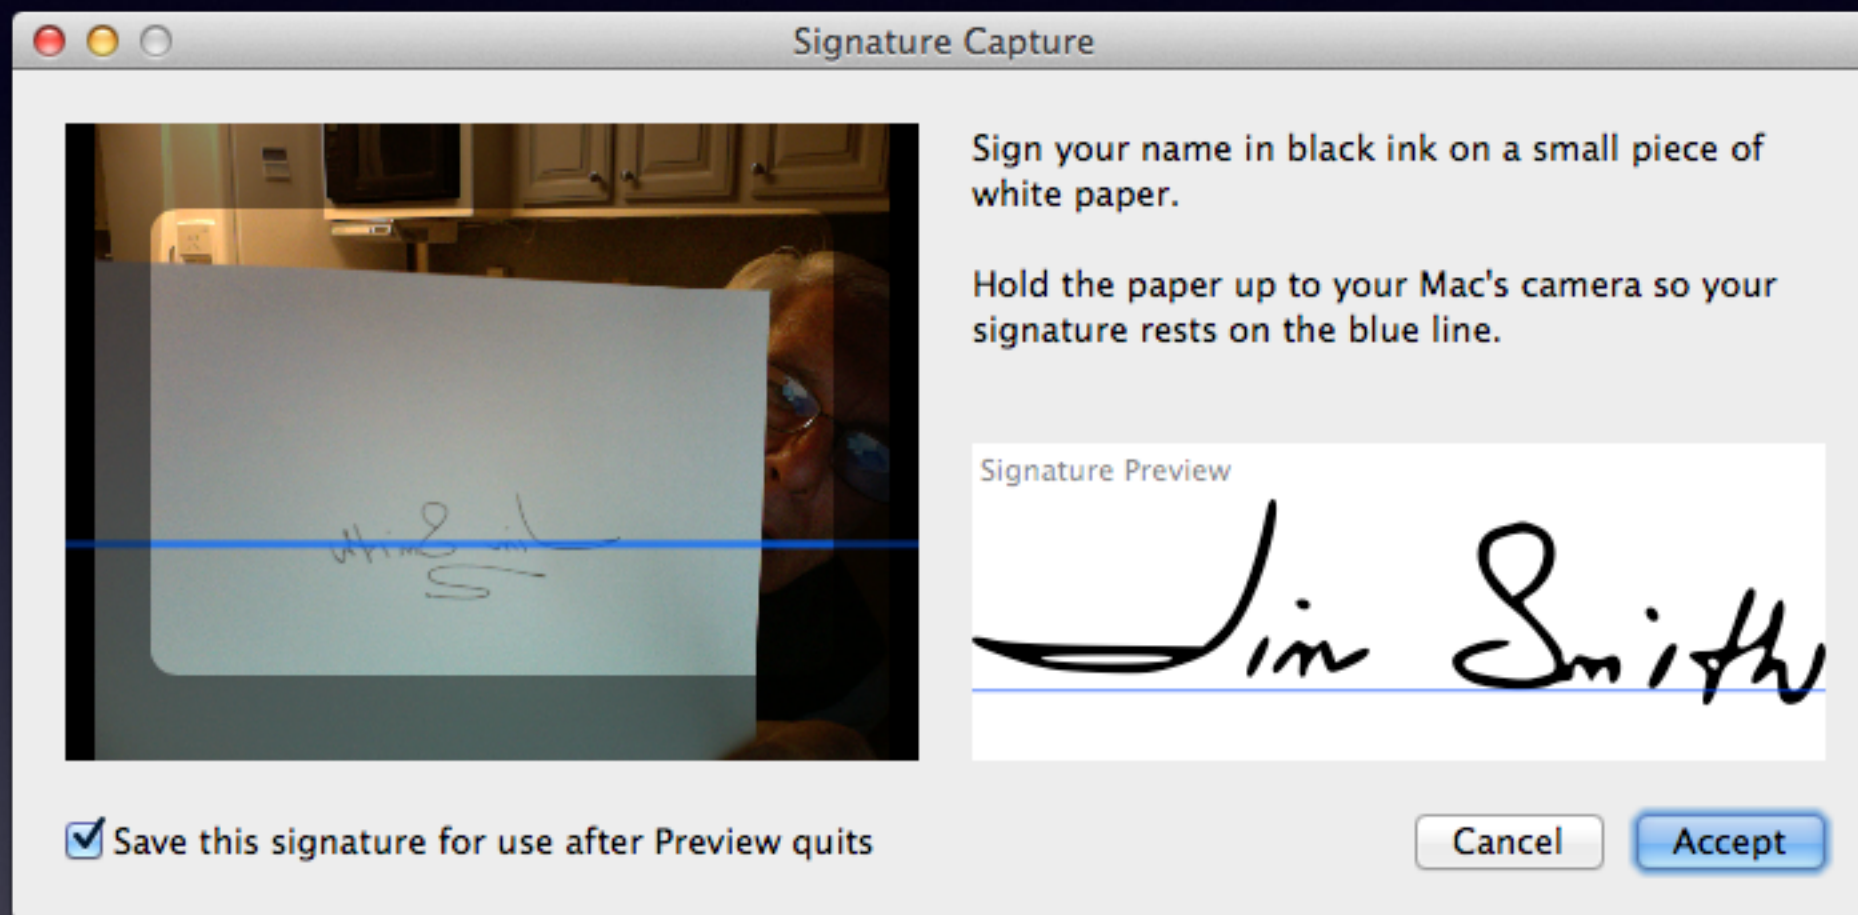 Signature Capture
Sign your name in black ink on a small piece of
white paper.
Hold the paper up to your Mac's camera so your
signature rests on the blue line.
Jim Smith
Signature Preview
Jim Smith
Save this signature for use after Preview quits
Cancel
Accept